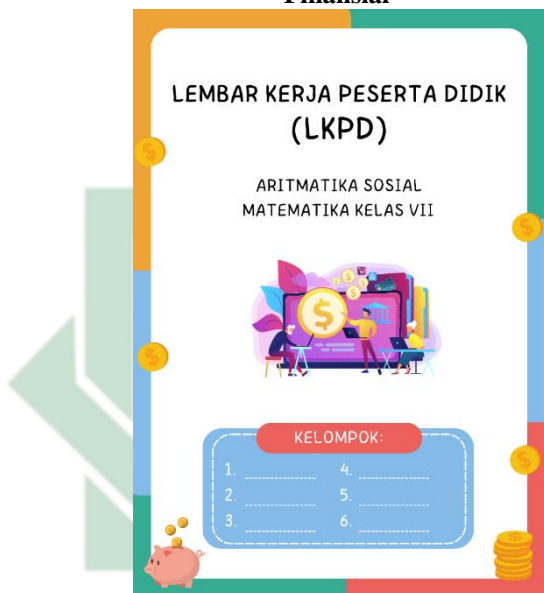 Finansial
LEMBAR KERJA PESERTA DIDIK
(LKPD)
ARITMATIKA SOSIAL
MATEMATIKA KELAS VII
KELOMPOK:
1. 4.
2. 5.
3. 6.